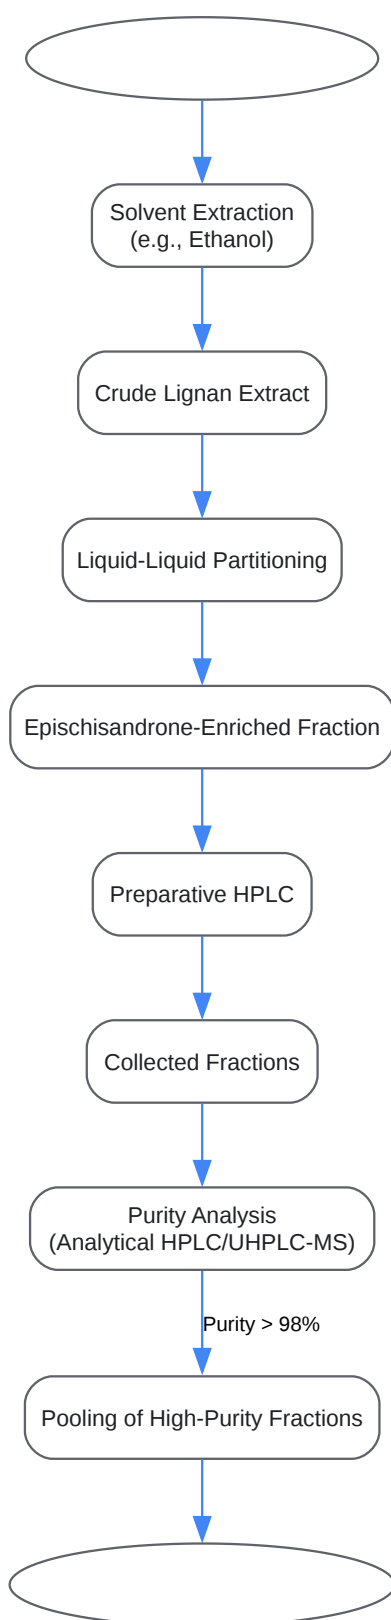 Solvent Extraction
(e.g., Ethanol)
Crude Lignan Extract
Liquid-Liquid Partitioning
Epischisandrone-Enriched Fraction
Preparative HPLC
Collected Fractions
Purity Analysis
(Analytical HPLC/UHPLC-MS)
Purity > 98%
Pooling of High-Purity Fractions